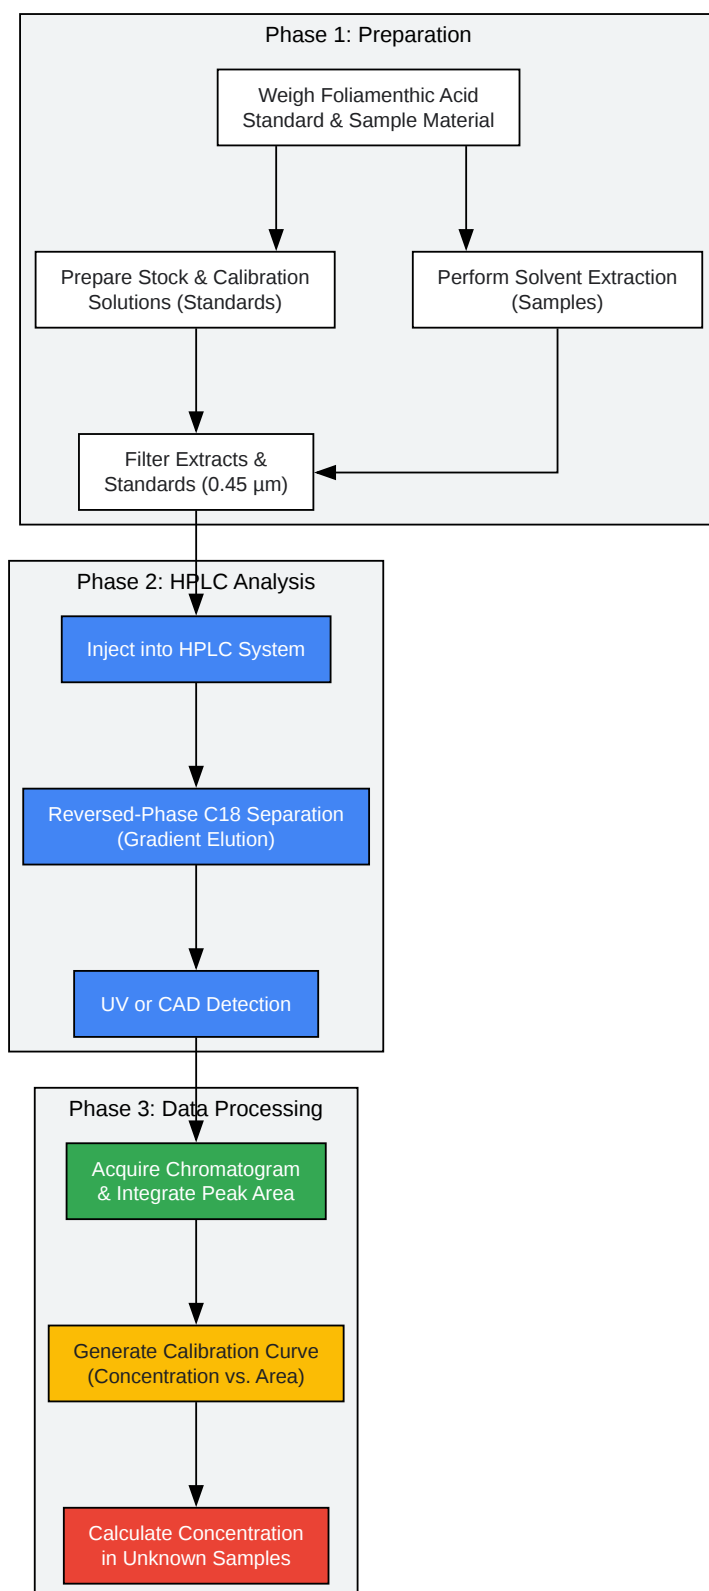 Phase 1: Preparation
Weigh Foliamenthic Acid
Standard & Sample Material
Prepare Stock & Calibration
Solutions (Standards)
Perform Solvent Extraction
(Samples)
Filter Extracts &
Standards (0.45 µm)
Phase 2: HPLC Analysis
Inject into HPLC System
Reversed-Phase C18 Separation
(Gradient Elution)
UV or CAD Detection
Phase 3: Data Processing
Acquire Chromatogram
& Integrate Peak Area
Generate Calibration Curve
(Concentration vs. Area)
Calculate Concentration
in Unknown Samples